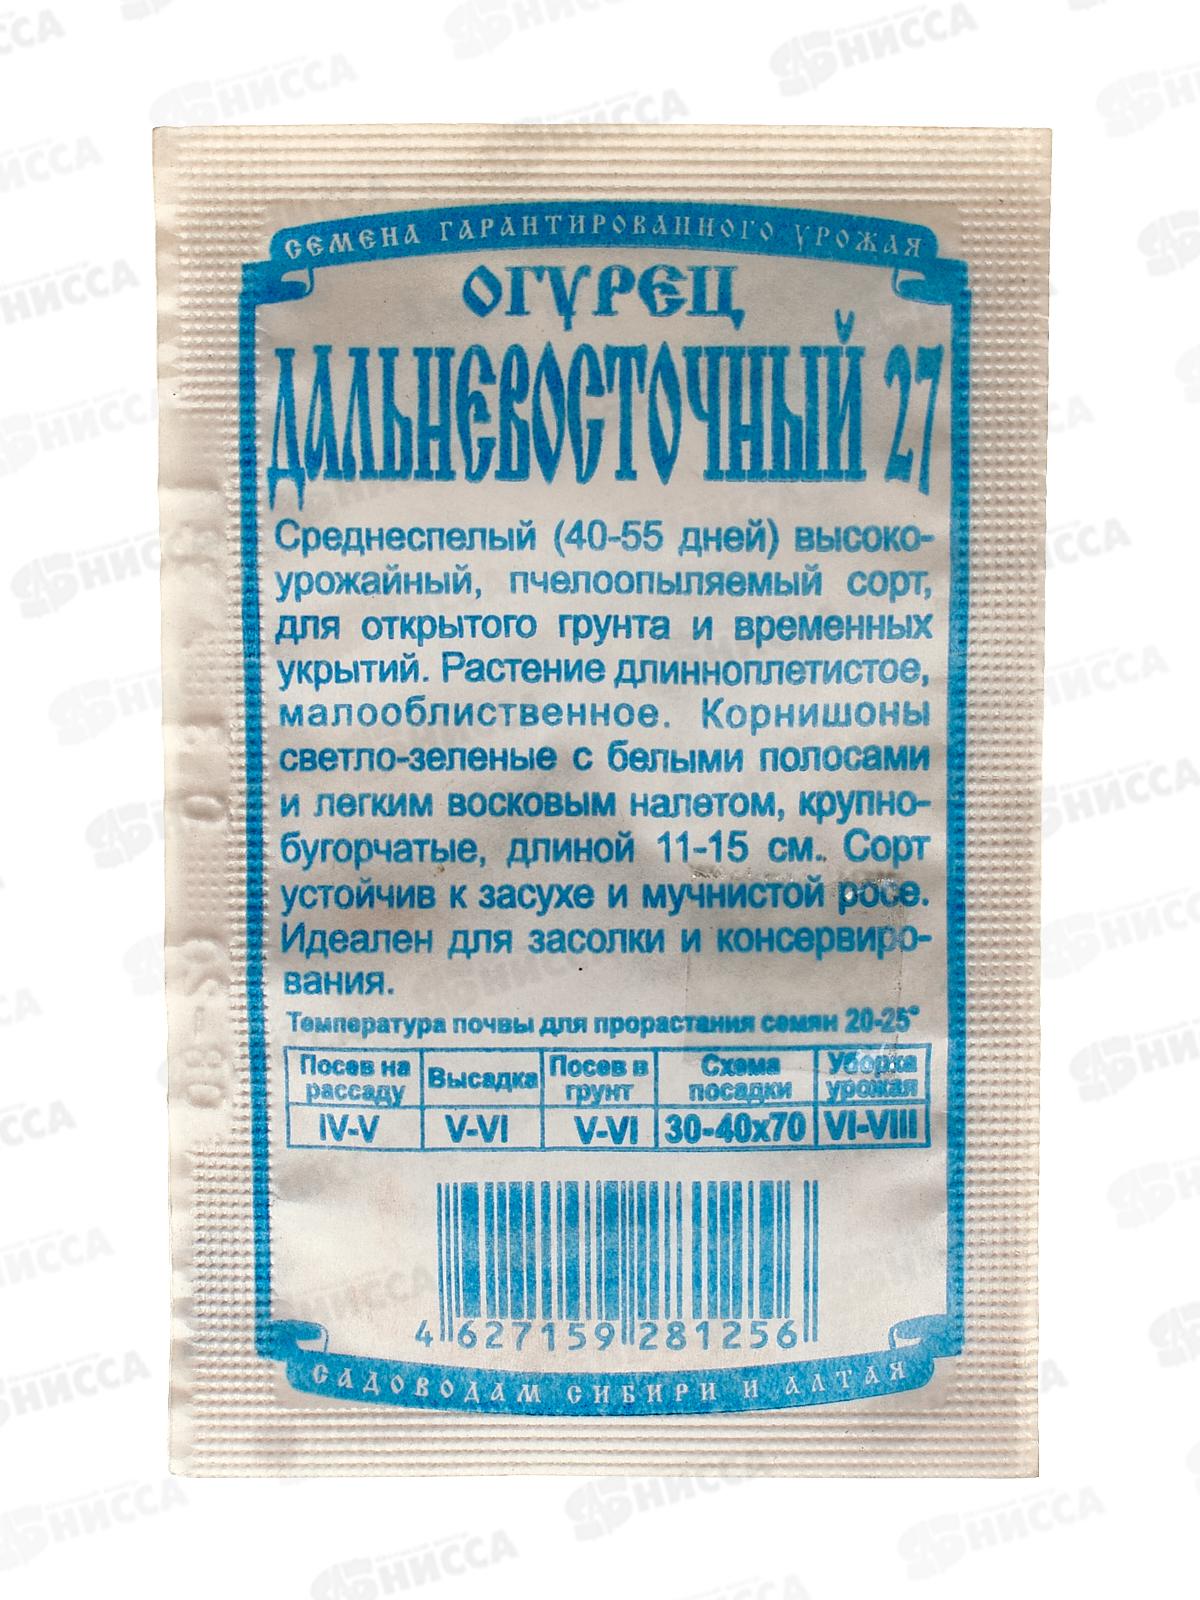 СЕМЕНА ГАРАНТИРОВАННОГО УРОЖАЯ
ОГУРЕЦ
ДАЛЬНЕВОСТОЧНЫЙ 27
Среднеспелый (40-55 дней) высоко-
урожайный, пчелоопыляемый сорт,
для открытого грунта и временных
укрытий. Растение длинноплетистое,
малооблиственное. Корнишоны
светло-зеленые с белыми полосами
и легким восковым налетом, крупно-
бугорчатые, длиной 11-15 см. Сорт
устойчив к засухе и мучнистой росе.
Идеален для засолки и консервиро-
вания.
Температура почвы для прорастания семян 20-25°
Посев на рассаду Высадка Посев в грунт Схема посадки Уборка урожая
IV-V V-VI V-VI 30-40х70 VI-VIII
4 627159 281256
САДОВОДАМ СИБИРИ И АЛТАЯ
НИССА